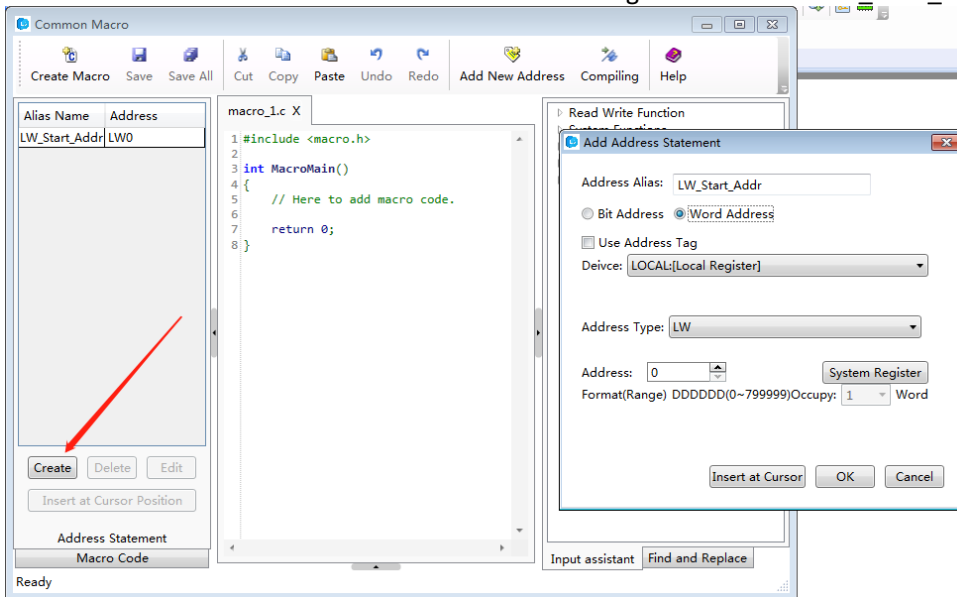 Common Macro
Create Macro Save Save All Cut Copy Paste Undo Redo Add New Address Compiling Help
Alias Name Address
LW_Start_Addr LW0
Create Delete Edit
Insert at Cursor Position
Address Statement
Macro Code
Ready
macro_1.c X
1 #include <macro.h>
2
3 int MacroMain()
4 {
5 // Here to add macro code.
6
7 return 0;
8 }
Read Write Function
System Functions
Input assistant Find and Replace
Add Address Statement
Address Alias: LW_Start_Addr
Bit Address Word Address
Use Address Tag
Deivce: LOCAL:[Local Register]
Address Type: LW
Address: 0 System Register
Format(Range) DDDDDD(0~799999)Occupy: 1 Word
Insert at Cursor OK Cancel